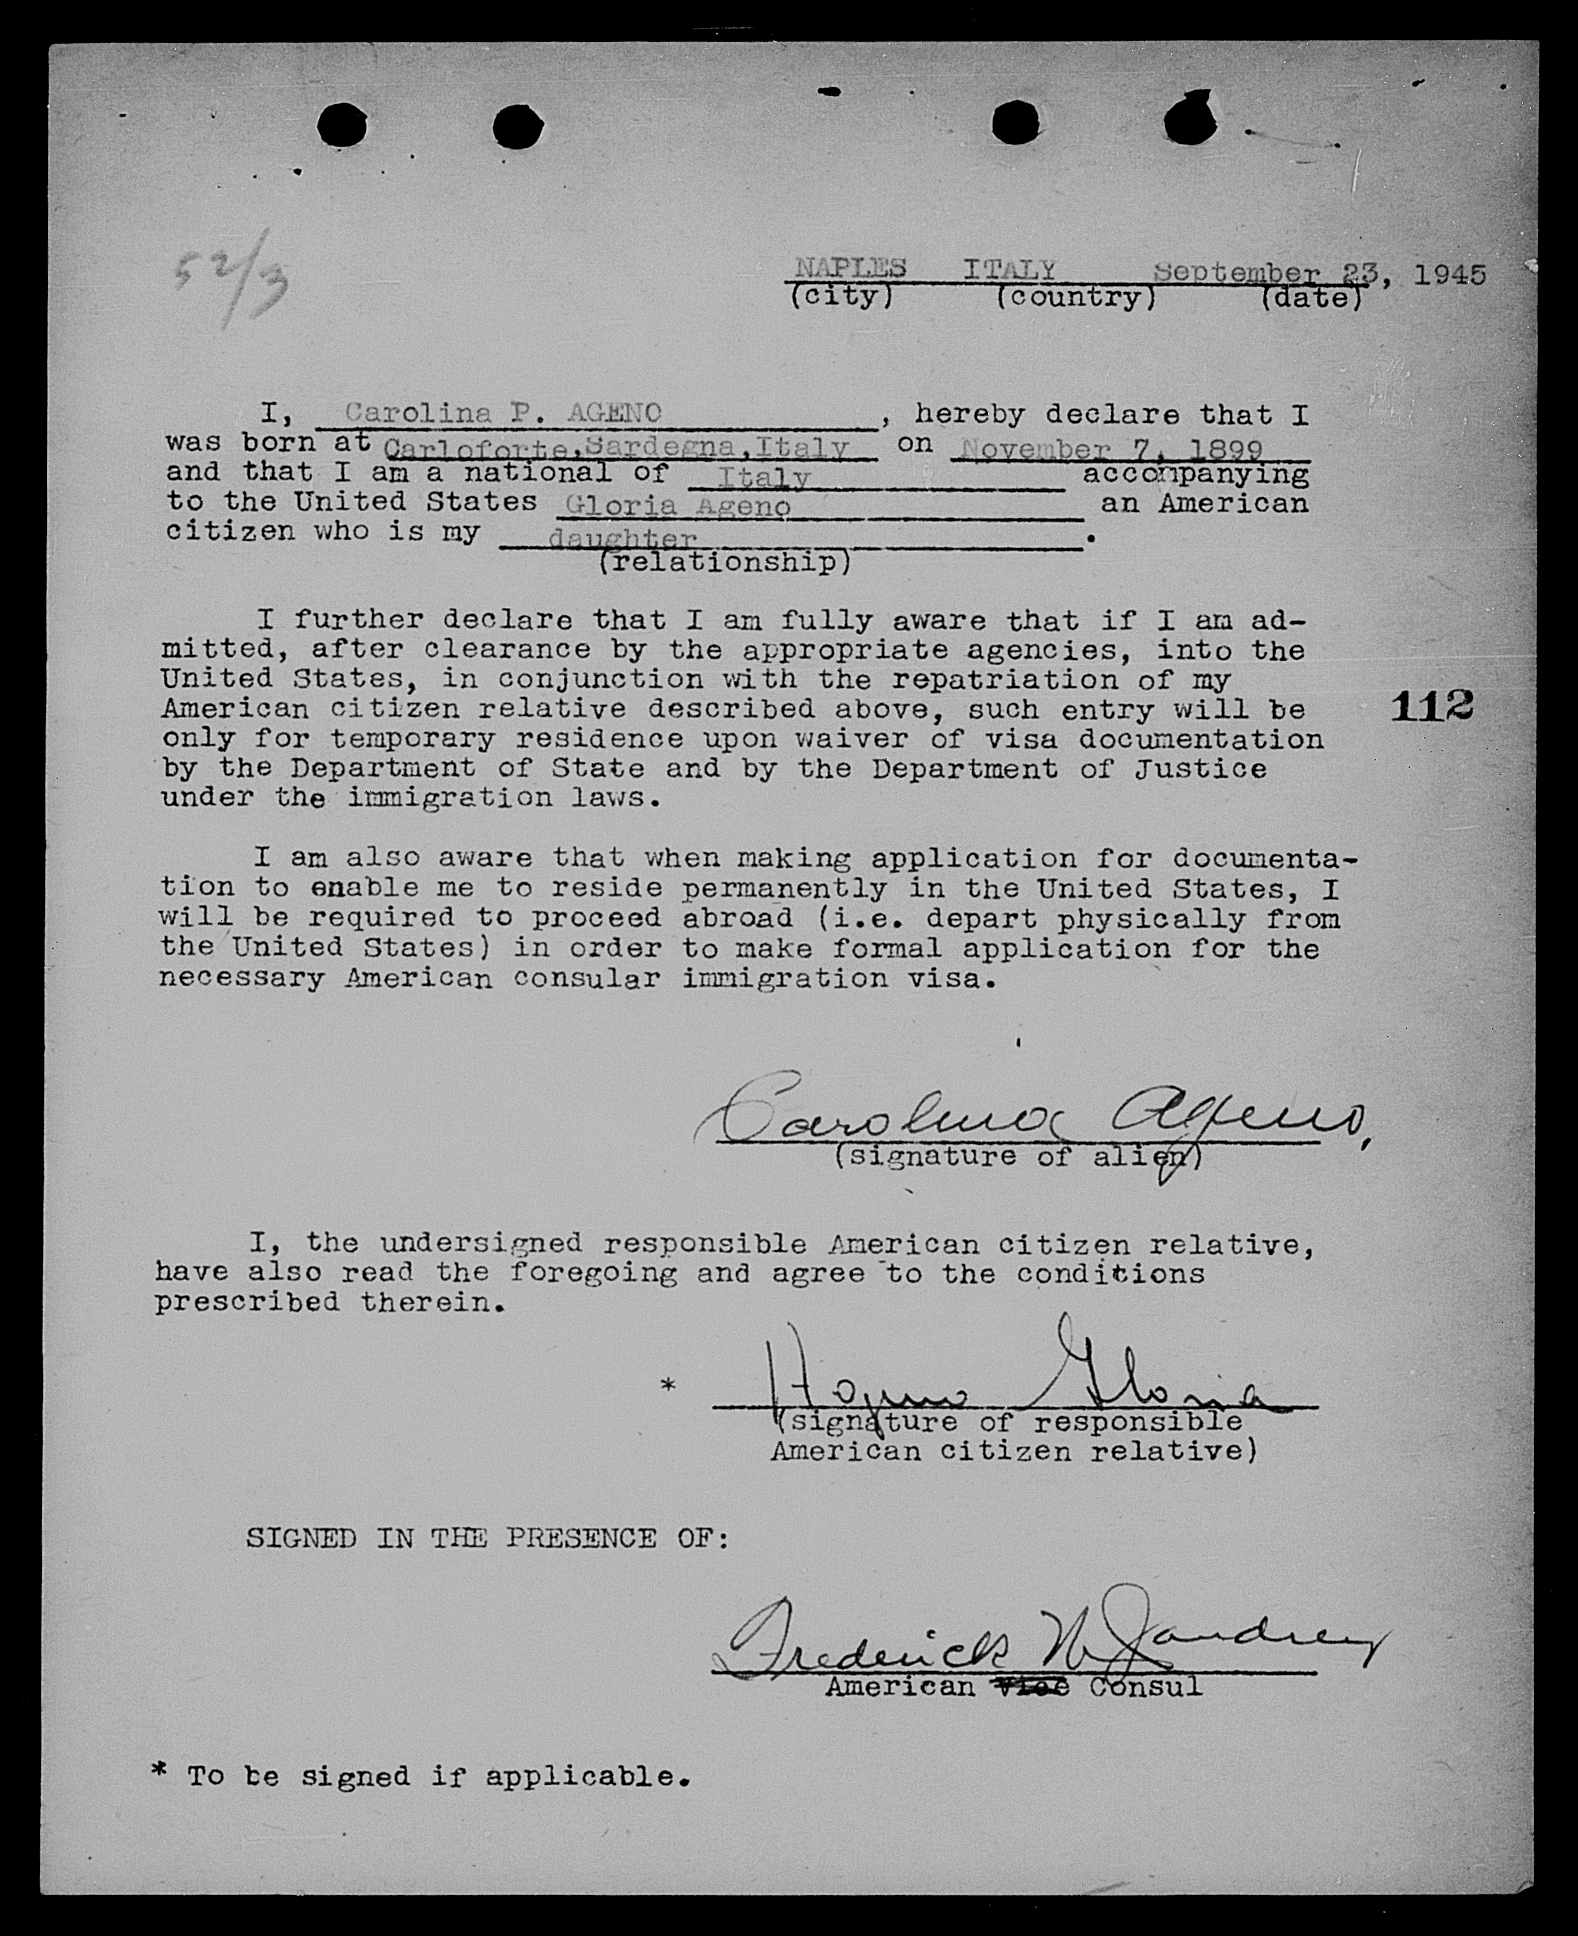 52/3
NAPLES ITALY September 23, 1945
(city) (country) (date)
I, Carolina P. AGENO, hereby declare that I
was born at Carloforte,Sardegna,Italy on November 7, 1899
and that I am a national of Italy accompanying
to the United States Gloria Ageno an American
citizen who is my daughter.
(relationship)
I further declare that I am fully aware that if I am ad-
mitted, after clearance by the appropriate agencies, into the
United States, in conjunction with the repatriation of my
American citizen relative described above, such entry will be
112
only for temporary residence upon waiver of visa documentation
by the Department of State and by the Department of Justice
under the immigration laws.
I am also aware that when making application for documenta-
tion to enable me to reside permanently in the United States, I
will be required to proceed abroad (i.e. depart physically from
the United States) in order to make formal application for the
necessary American consular immigration visa.
Carolina Ageno,
(signature of alien)
I, the undersigned responsible American citizen relative,
have also read the foregoing and agree to the conditions
prescribed therein.
* Gloria
(signature of responsible
American citizen relative)
SIGNED IN THE PRESENCE OF:
Frederick W Jandrey
American Vice Consul
* To be signed if applicable.